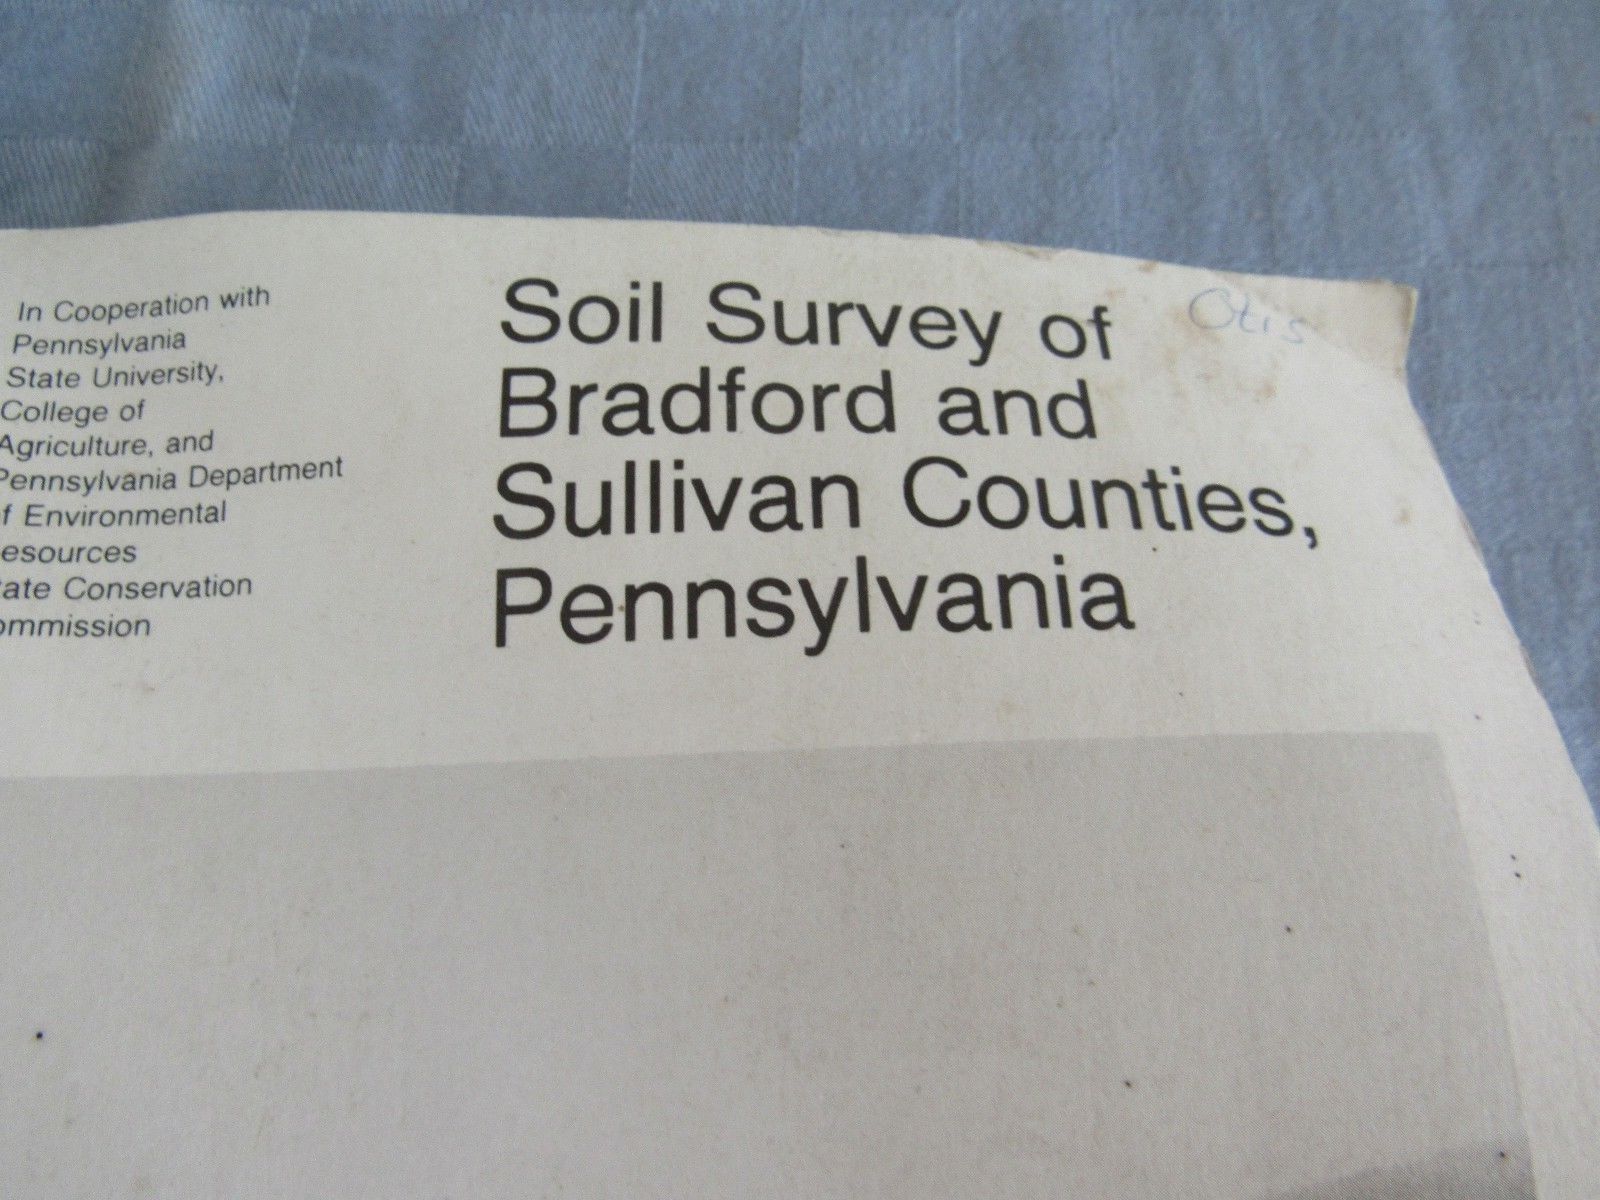 In Cooperation with
Pennsylvania
State University,
College of
Agriculture, and
Pennsylvania Department
of Environmental
esources
tate Conservation
ommission
Soil Survey of
Bradford and
Sullivan Counties,
Pennsylvania
Otis